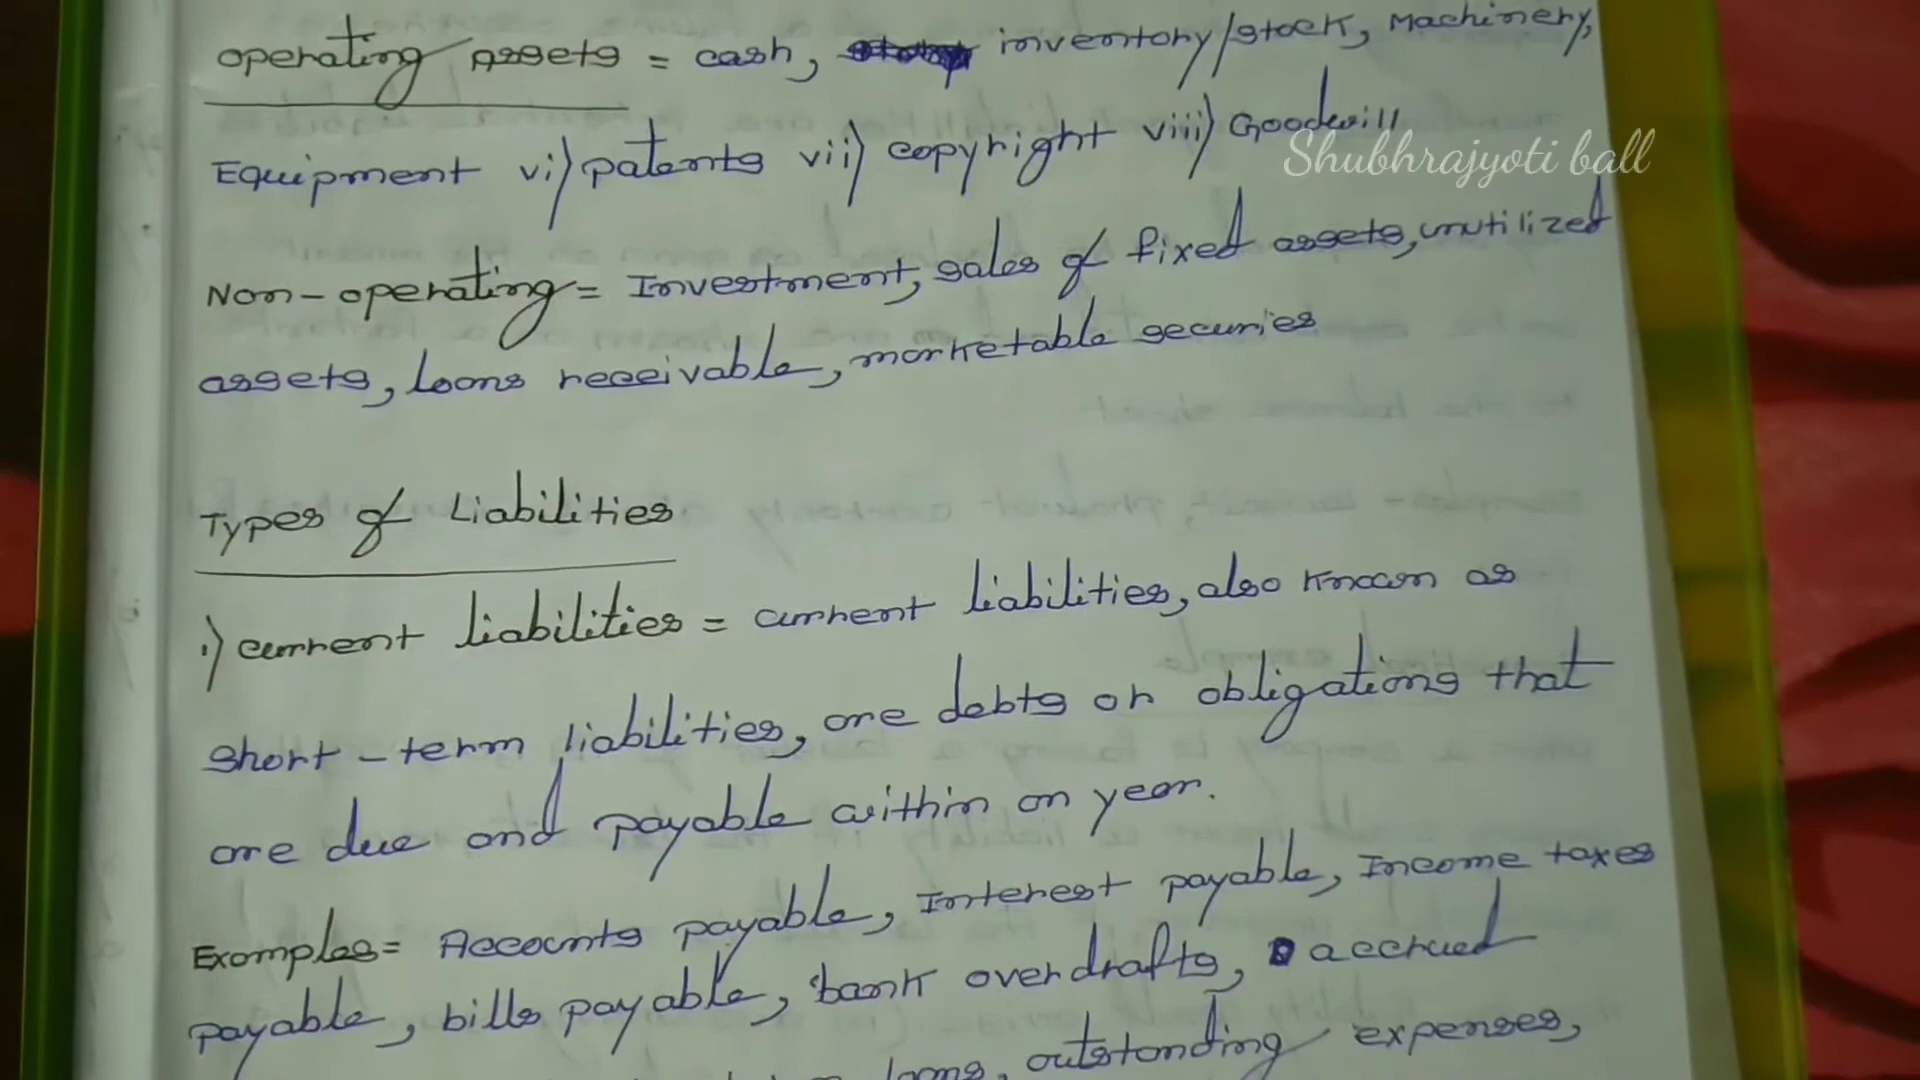 Operating Assets = cash, inventory/stock, Machinery,
Equipment vi) patents vii) copyright viii) Goodwill
Shubhrajyoti ball
Non-operating = Investment, sales of fixed assets, unutilized
assets, Loans receivable, marketable securies
Types of Liabilities
i) current liabilities = current liabilities, also known as
short-term liabilities, are debts or obligations that
are due and payable within an year.
Examples = Accounts payable, Interest payable, Income taxes
payable, bills payable, bank overdrafts, accrued
loans, outstanding expenses,